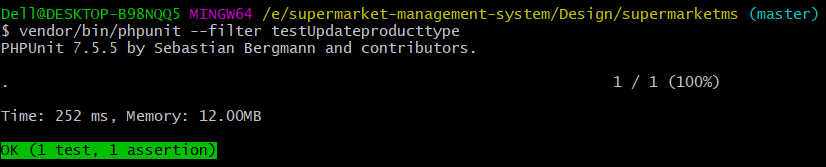 Dell@DESKTOP-B98NQQ5 MINGW64 /e/supermarket-management-system/Design/supermarketms (master)
$ vendor/bin/phpunit --filter testUpdateproducttype
PHPUnit 7.5.5 by Sebastian Bergmann and contributors.
. 1 / 1 (100%)
Time: 252 ms, Memory: 12.00MB
OK (1 test, 1 assertion)